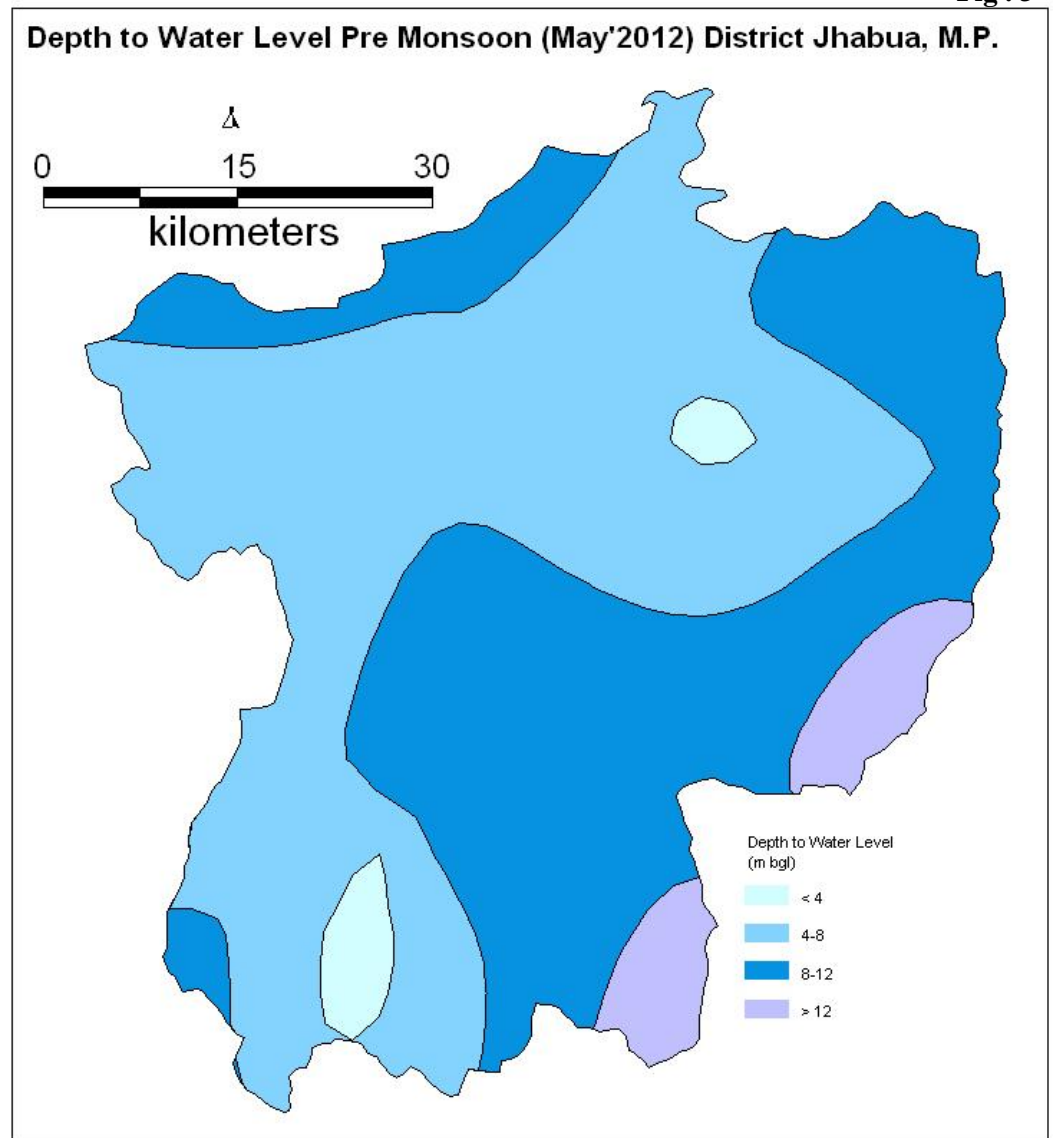 Depth to Water Level Pre Monsoon (May'2012) District Jhabua, M.P.
0 15 30
kilometers
Depth to Water Level
(m bgl)
< 4
4-8
8-12
> 12